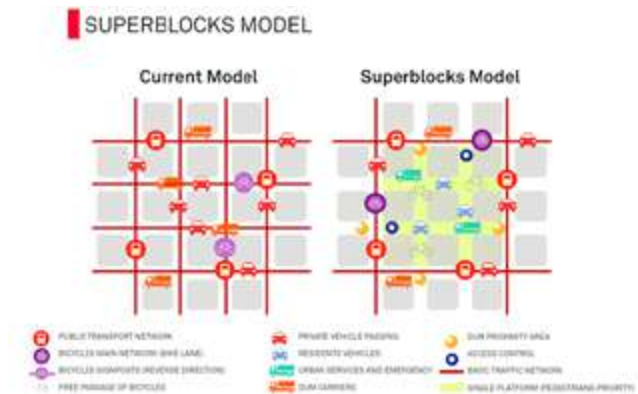 SUPERBLOCKS MODEL
Current Model
Superblocks Model
PUBLIC TRANSPORT NETWORK
BICYCLES MAIN NETWORK (BIKE LANE)
BICYCLES SIGNPOSTS (REVERSE DIRECTION)
FREE PASSAGE OF BICYCLES
PRIVATE VEHICLE PASSING
RESIDENTS VEHICLES
URBAN SERVICES AND EMERGENCY
DUM CARRIERS
DUM PROXIMITY AREA
ACCESS CONTROL
BASIC TRAFFIC NETWORK
SINGLE PLATFORM (PEDESTRIANS PRIORITY)